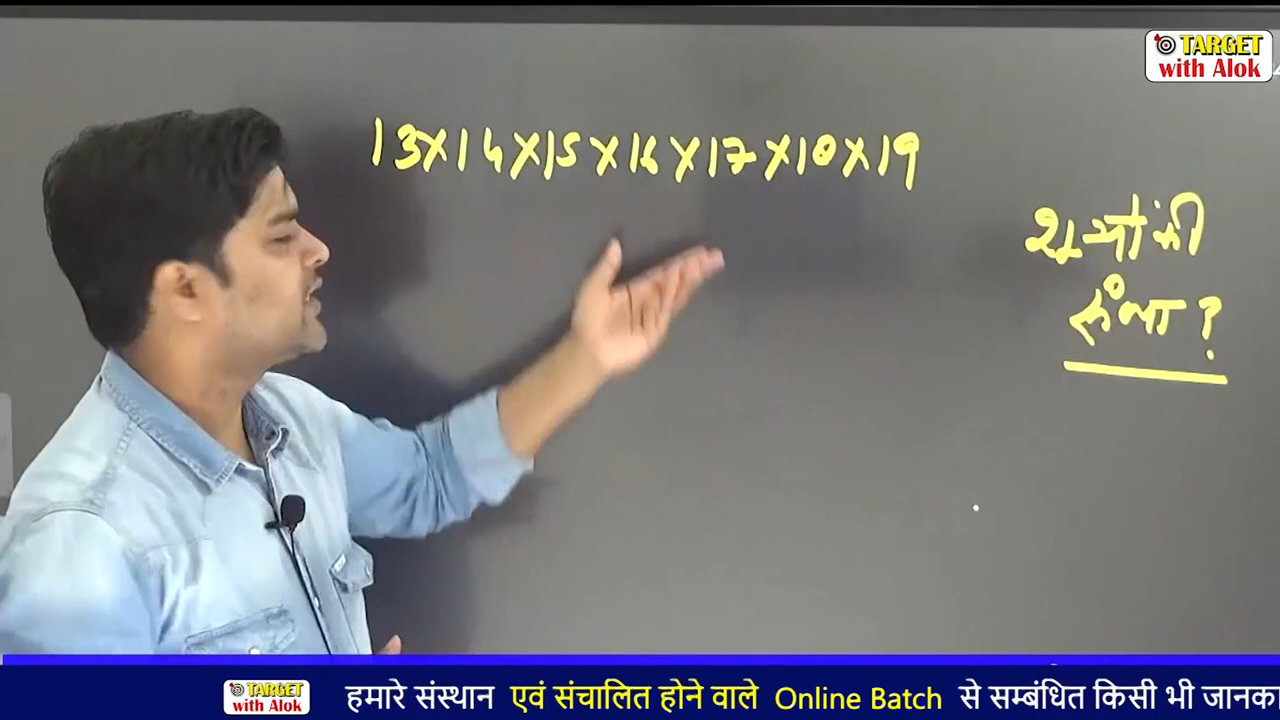 TARGET
with Alok
13×14×15×16×17×18×19
शून्यों की
संख्या ?
TARGET
with Alok
हमारे संस्थान एवं संचालित होने वाले Online Batch से सम्बंधित किसी भी जानक